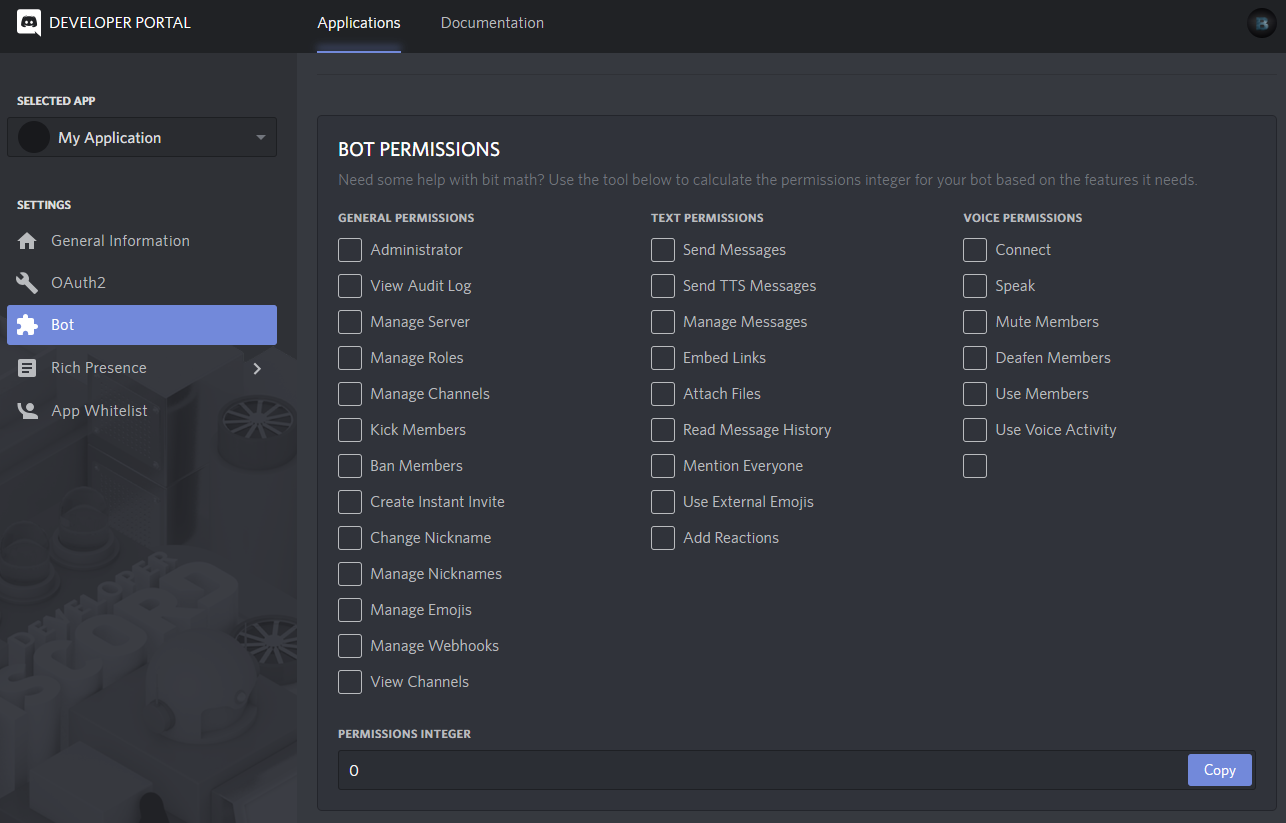 DEVELOPER PORTAL
Applications
Documentation
SELECTED APP
My Application
SETTINGS
General Information
OAuth2
Bot
Rich Presence
App Whitelist
BOT PERMISSIONS
Need some help with bit math? Use the tool below to calculate the permissions integer for your bot based on the features it needs.
GENERAL PERMISSIONS
Administrator
View Audit Log
Manage Server
Manage Roles
Manage Channels
Kick Members
Ban Members
Create Instant Invite
Change Nickname
Manage Nicknames
Manage Emojis
Manage Webhooks
View Channels
TEXT PERMISSIONS
Send Messages
Send TTS Messages
Manage Messages
Embed Links
Attach Files
Read Message History
Mention Everyone
Use External Emojis
Add Reactions
VOICE PERMISSIONS
Connect
Speak
Mute Members
Deafen Members
Use Members
Use Voice Activity
PERMISSIONS INTEGER
0
Copy